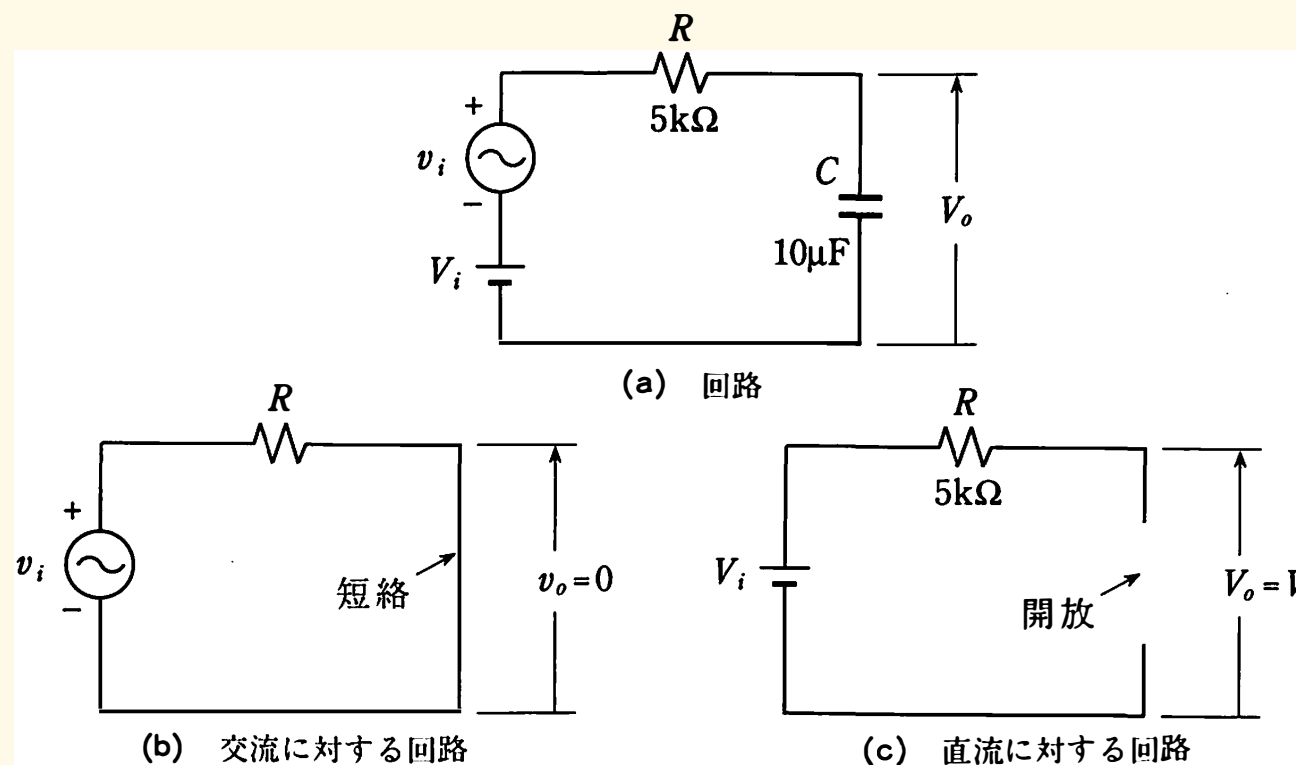 R
5kΩ
+
v_i
−
V_i
C
10μF
V_o
(a) 回路
R
+
v_i
−
短絡
v_o=0
(b) 交流に対する回路
R
5kΩ
V_i
開放
V_o=V
(c) 直流に対する回路